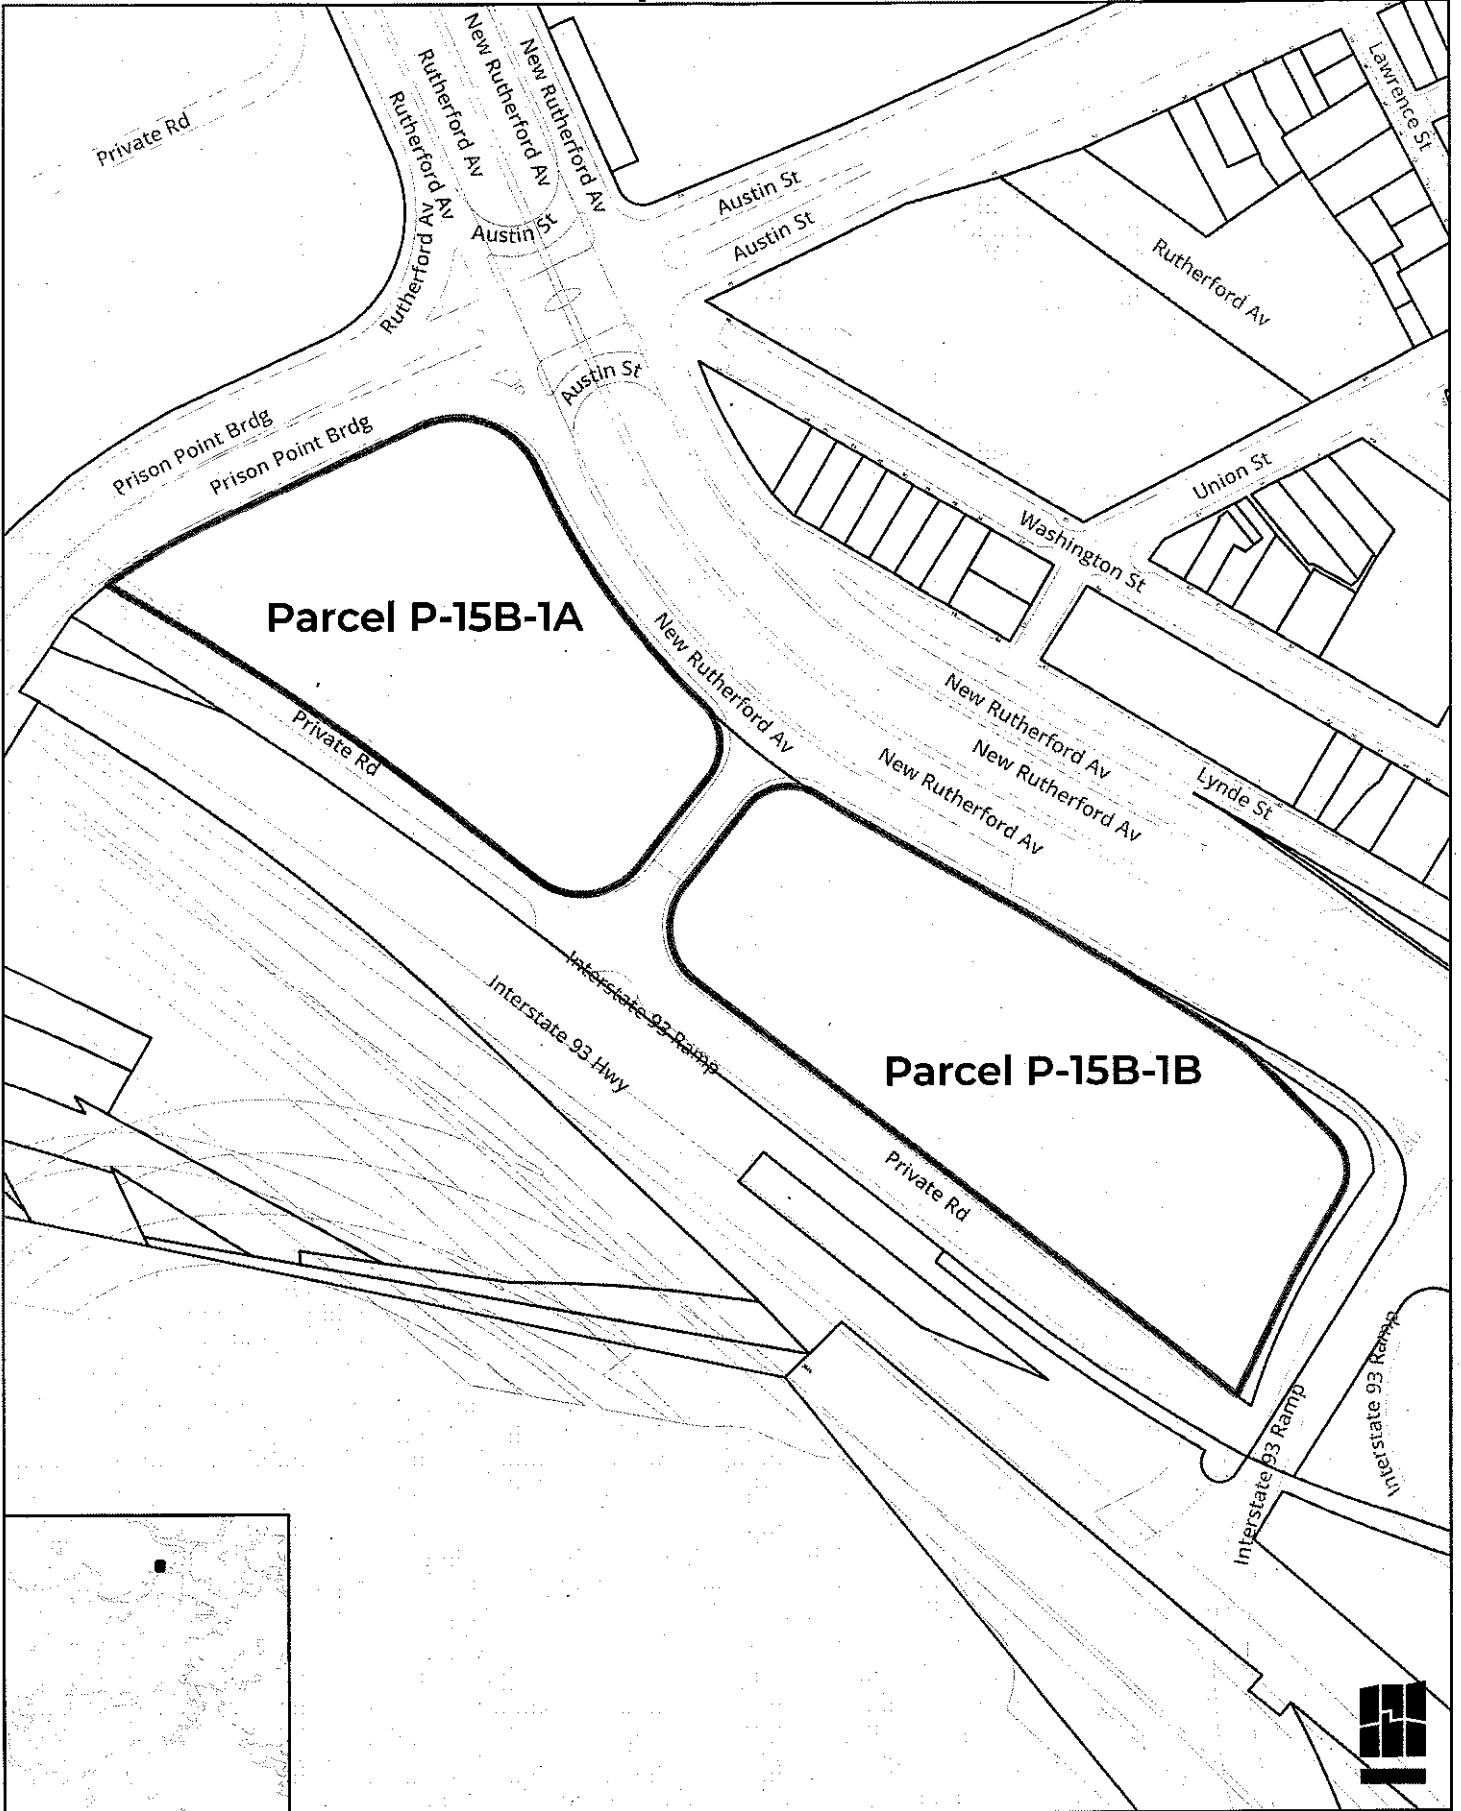 New Rutherford Av
New Rutherford Av
Rutherford Av
Rutherford Av
Rutherford Av
Private Rd
Lawrence St
Austin St
Austin St
Austin St
Rutherford Av
Austin St
Prison Point Brdg
Prison Point Brdg
Union St
Washington St
Parcel P-15B-1A
New Rutherford Av
New Rutherford Av
New Rutherford Av
New Rutherford Av
Private Rd
Lynde St
Interstate 93 Ramp
Interstate 93 Hwy
Parcel P-15B-1B
Private Rd
Interstate 93 Ramp
Interstate 93 Ramp